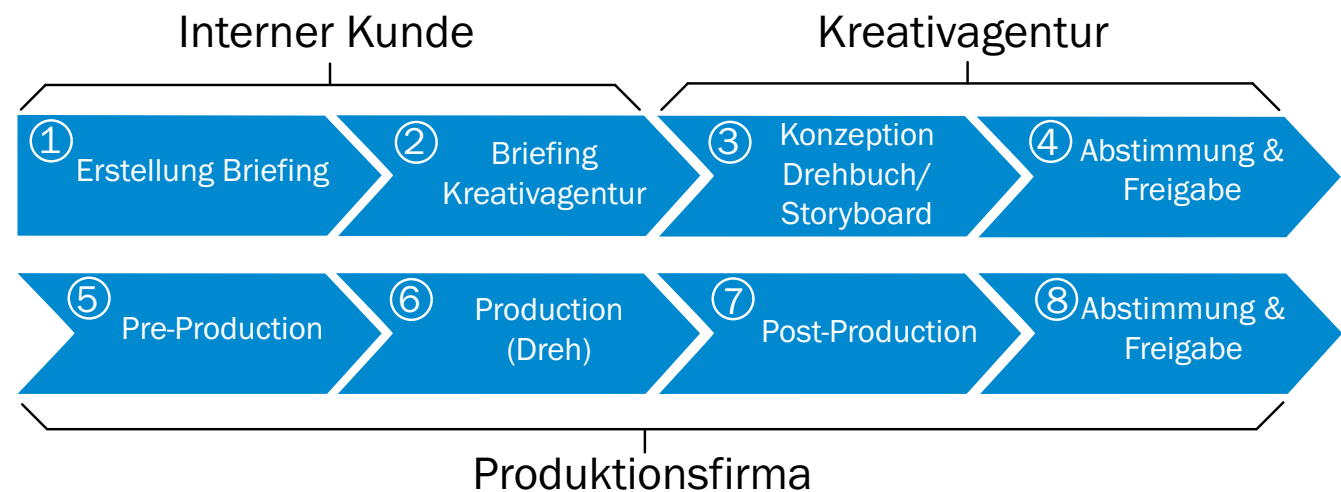 Interner Kunde
Kreativagentur
① Erstellung Briefing
② Briefing
Kreativagentur
③ Konzeption
Drehbuch/
Storyboard
④ Abstimmung &
Freigabe
⑤ Pre-Production
⑥ Production
(Dreh)
⑦ Post-Production
⑧ Abstimmung &
Freigabe
Produktionsfirma